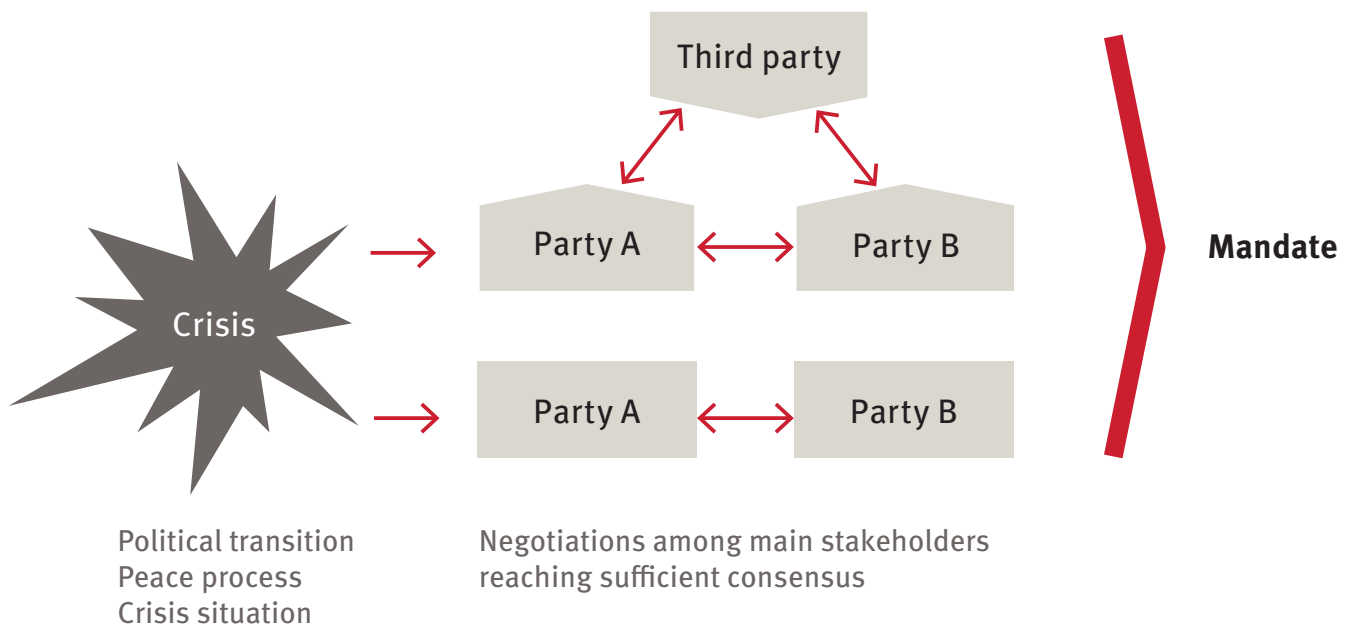 Third party
Party A
Party B
Mandate
Crisis
Party A
Party B
Political transition
Peace process
Crisis situation
Negotiations among main stakeholders
reaching sufficient consensus